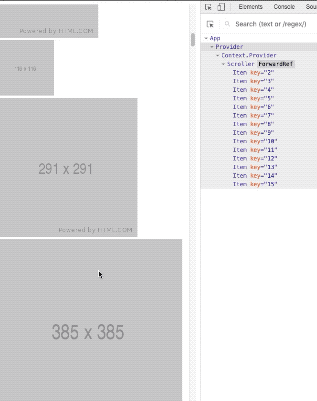 Powered by HTML.COM
116 x 116
291 x 291
Powered by HTML.COM
385 x 385
Elements
Console
Sou
Search (text or /regex/)
App
Provider
Context.Provider
Scroller ForwardRef
Item key="2"
Item key="3"
Item key="4"
Item key="5"
Item key="6"
Item key="7"
Item key="8"
Item key="9"
Item key="10"
Item key="11"
Item key="12"
Item key="13"
Item key="14"
Item key="15"